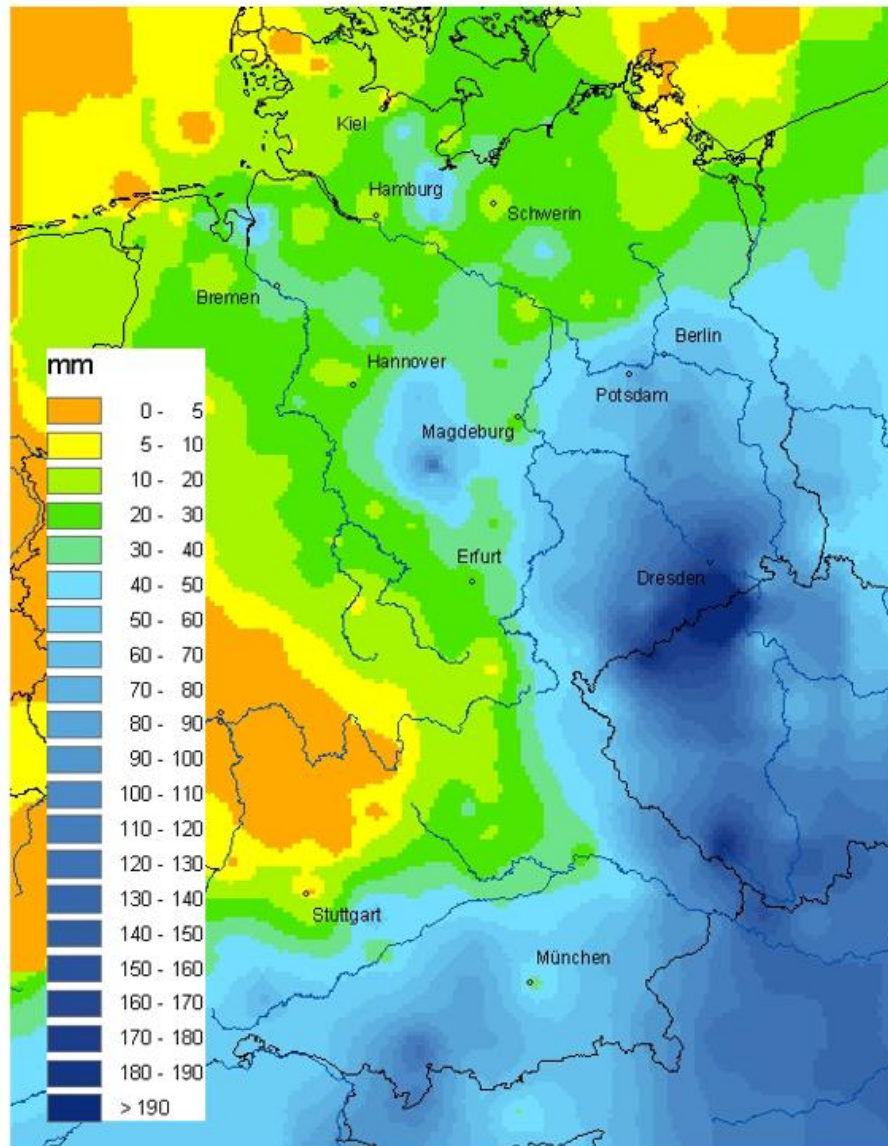 Kiel
Hamburg
Schwerin
Bremen
Berlin
mm
Hannover
Potsdam
0 - 5
5 - 10
Magdeburg
10 - 20
20 - 30
30 - 40
Erfurt
40 - 50
Dresden
50 - 60
60 - 70
70 - 80
80 - 90
90 - 100
100 - 110
110 - 120
120 - 130
130 - 140
Stuttgart
140 - 150
München
150 - 160
160 - 170
170 - 180
180 - 190
> 190